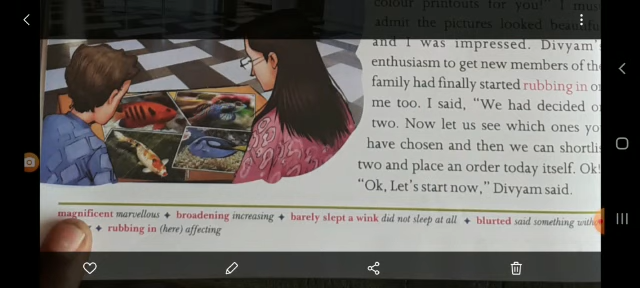 colour printouts for you!" I mus
admit the pictures looked beautifu
and I was impressed. Divyam's
enthusiasm to get new members of the
family had finally started rubbing in o
me too. I said, "We had decided o
two. Now let us see which ones yo
have chosen and then we can shortli
two and place an order today itself. Ok!
"Ok, Let's start now," Divyam said.
magnificent marvellous ✦ broadening increasing ✦ barely slept a wink did not sleep at all ✦ blurted said something with
✦ rubbing in (here) affecting